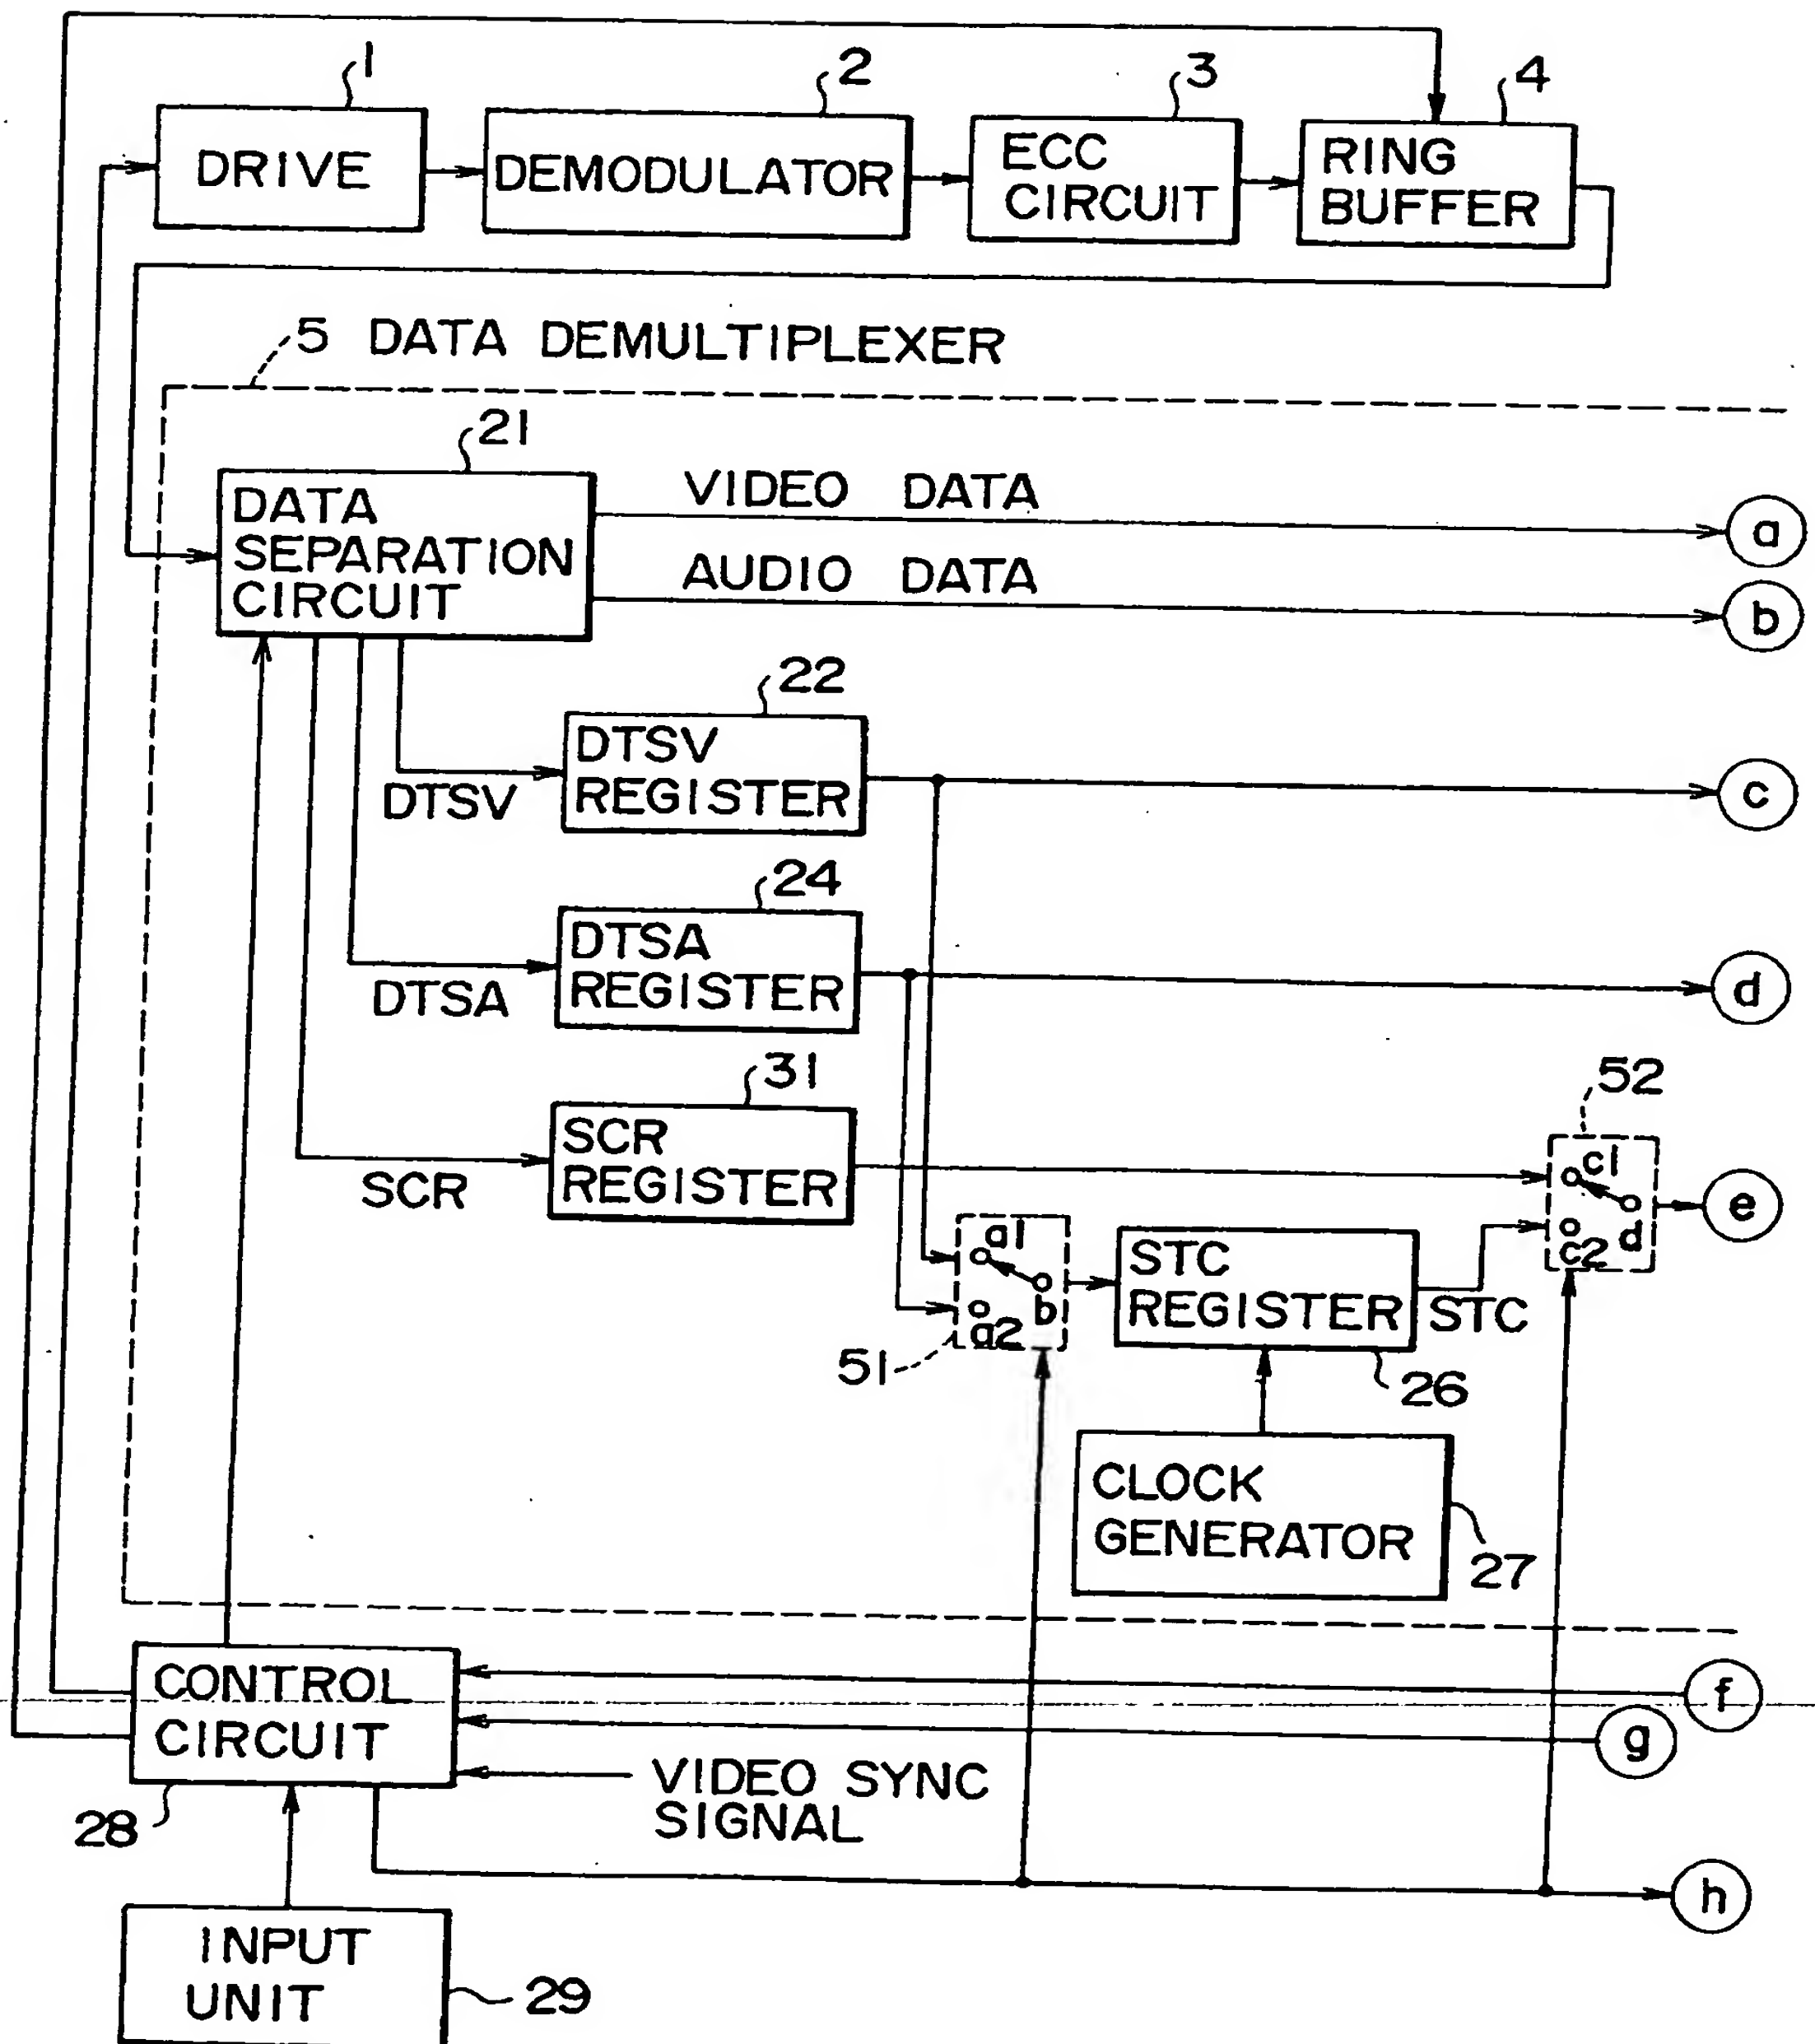 1
2
3
4
DRIVE
DEMODULATOR
ECC
CIRCUIT
RING
BUFFER
5 DATA DEMULTIPLEXER
21
DATA
SEPARATION
CIRCUIT
VIDEO DATA
a
AUDIO DATA
b
22
DTSV
REGISTER
DTSV
c
24
DTSA
REGISTER
DTSA
d
31
SCR
REGISTER
SCR
52
c1
c2
d
e
a1
a2
b
51
STC
REGISTER
STC
26
CLOCK
GENERATOR
27
CONTROL
CIRCUIT
28
f
g
VIDEO SYNC
SIGNAL
h
INPUT
UNIT
29